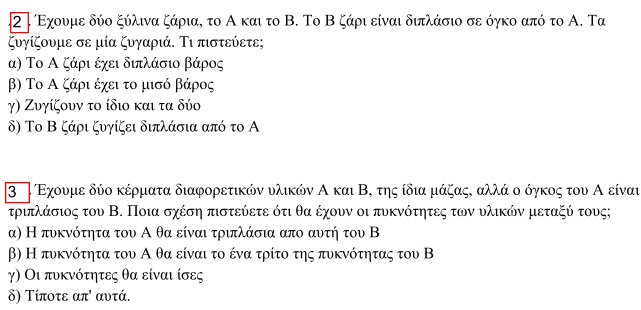 2. Έχουμε δύο ξύλινα ζάρια, το Α και το Β. Το Β ζάρι είναι διπλάσιο σε όγκο από το Α. Τα
ζυγίζουμε σε μία ζυγαριά. Τι πιστεύετε;
α) Το Α ζάρι έχει διπλάσιο βάρος
β) Το Α ζάρι έχει το μισό βάρος
γ) Ζυγίζουν το ίδιο και τα δύο
δ) Το Β ζάρι ζυγίζει διπλάσια από το Α
3. Έχουμε δύο κέρματα διαφορετικών υλικών Α και Β, της ίδια μάζας, αλλά ο όγκος του Α είναι
τριπλάσιος του Β. Ποια σχέση πιστεύετε ότι θα έχουν οι πυκνότητες των υλικών μεταξύ τους;
α) Η πυκνότητα του Α θα είναι τριπλάσια απο αυτή του Β
β) Η πυκνότητα του Α θα είναι το ένα τρίτο της πυκνότητας του Β
γ) Οι πυκνότητες θα είναι ίσες
δ) Τίποτε απ' αυτά.